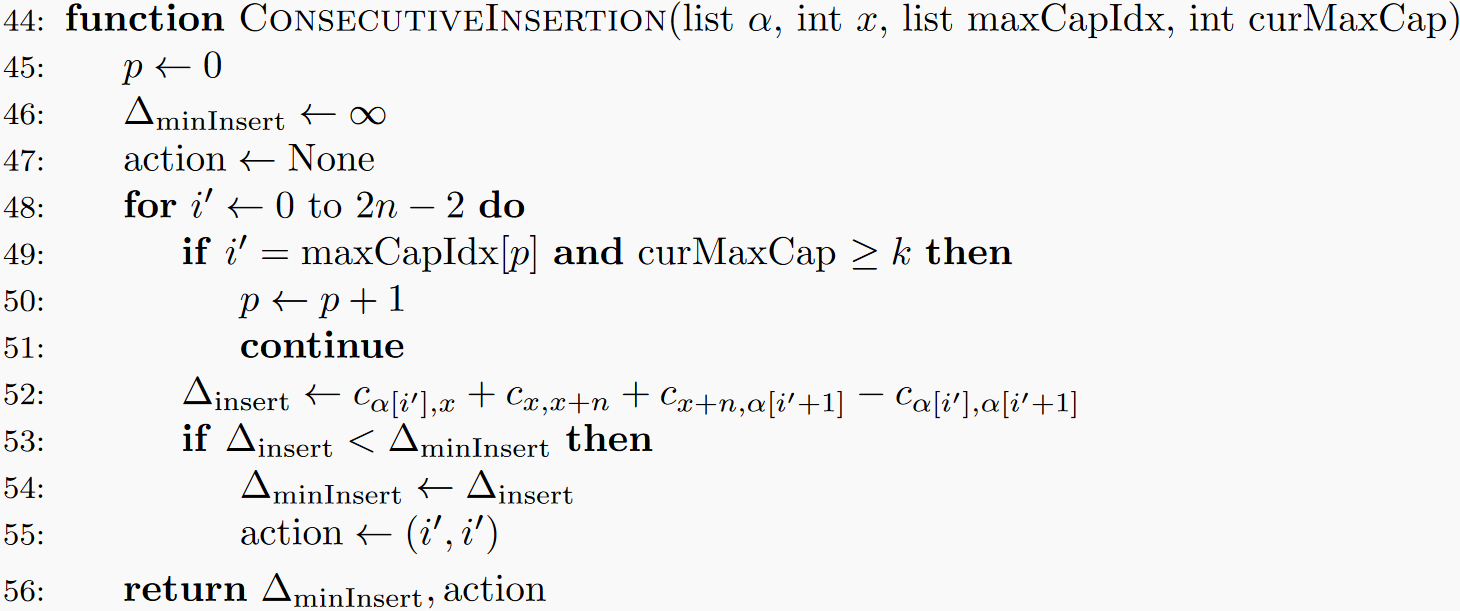 44: function CONSECUTIVEINSERTION(list α, int x, list maxCapIdx, int curMaxCap)
45: p ← 0
46: Δ_minInsert ← ∞
47: action ← None
48: for i′ ← 0 to 2n − 2 do
49: if i′ = maxCapIdx[p] and curMaxCap ≥ k then
50: p ← p + 1
51: continue
52: Δ_insert ← c_{α[i′],x} + c_{x,x+n} + c_{x+n,α[i′+1]} − c_{α[i′],α[i′+1]}
53: if Δ_insert < Δ_minInsert then
54: Δ_minInsert ← Δ_insert
55: action ← (i′, i′)
56: return Δ_minInsert, action